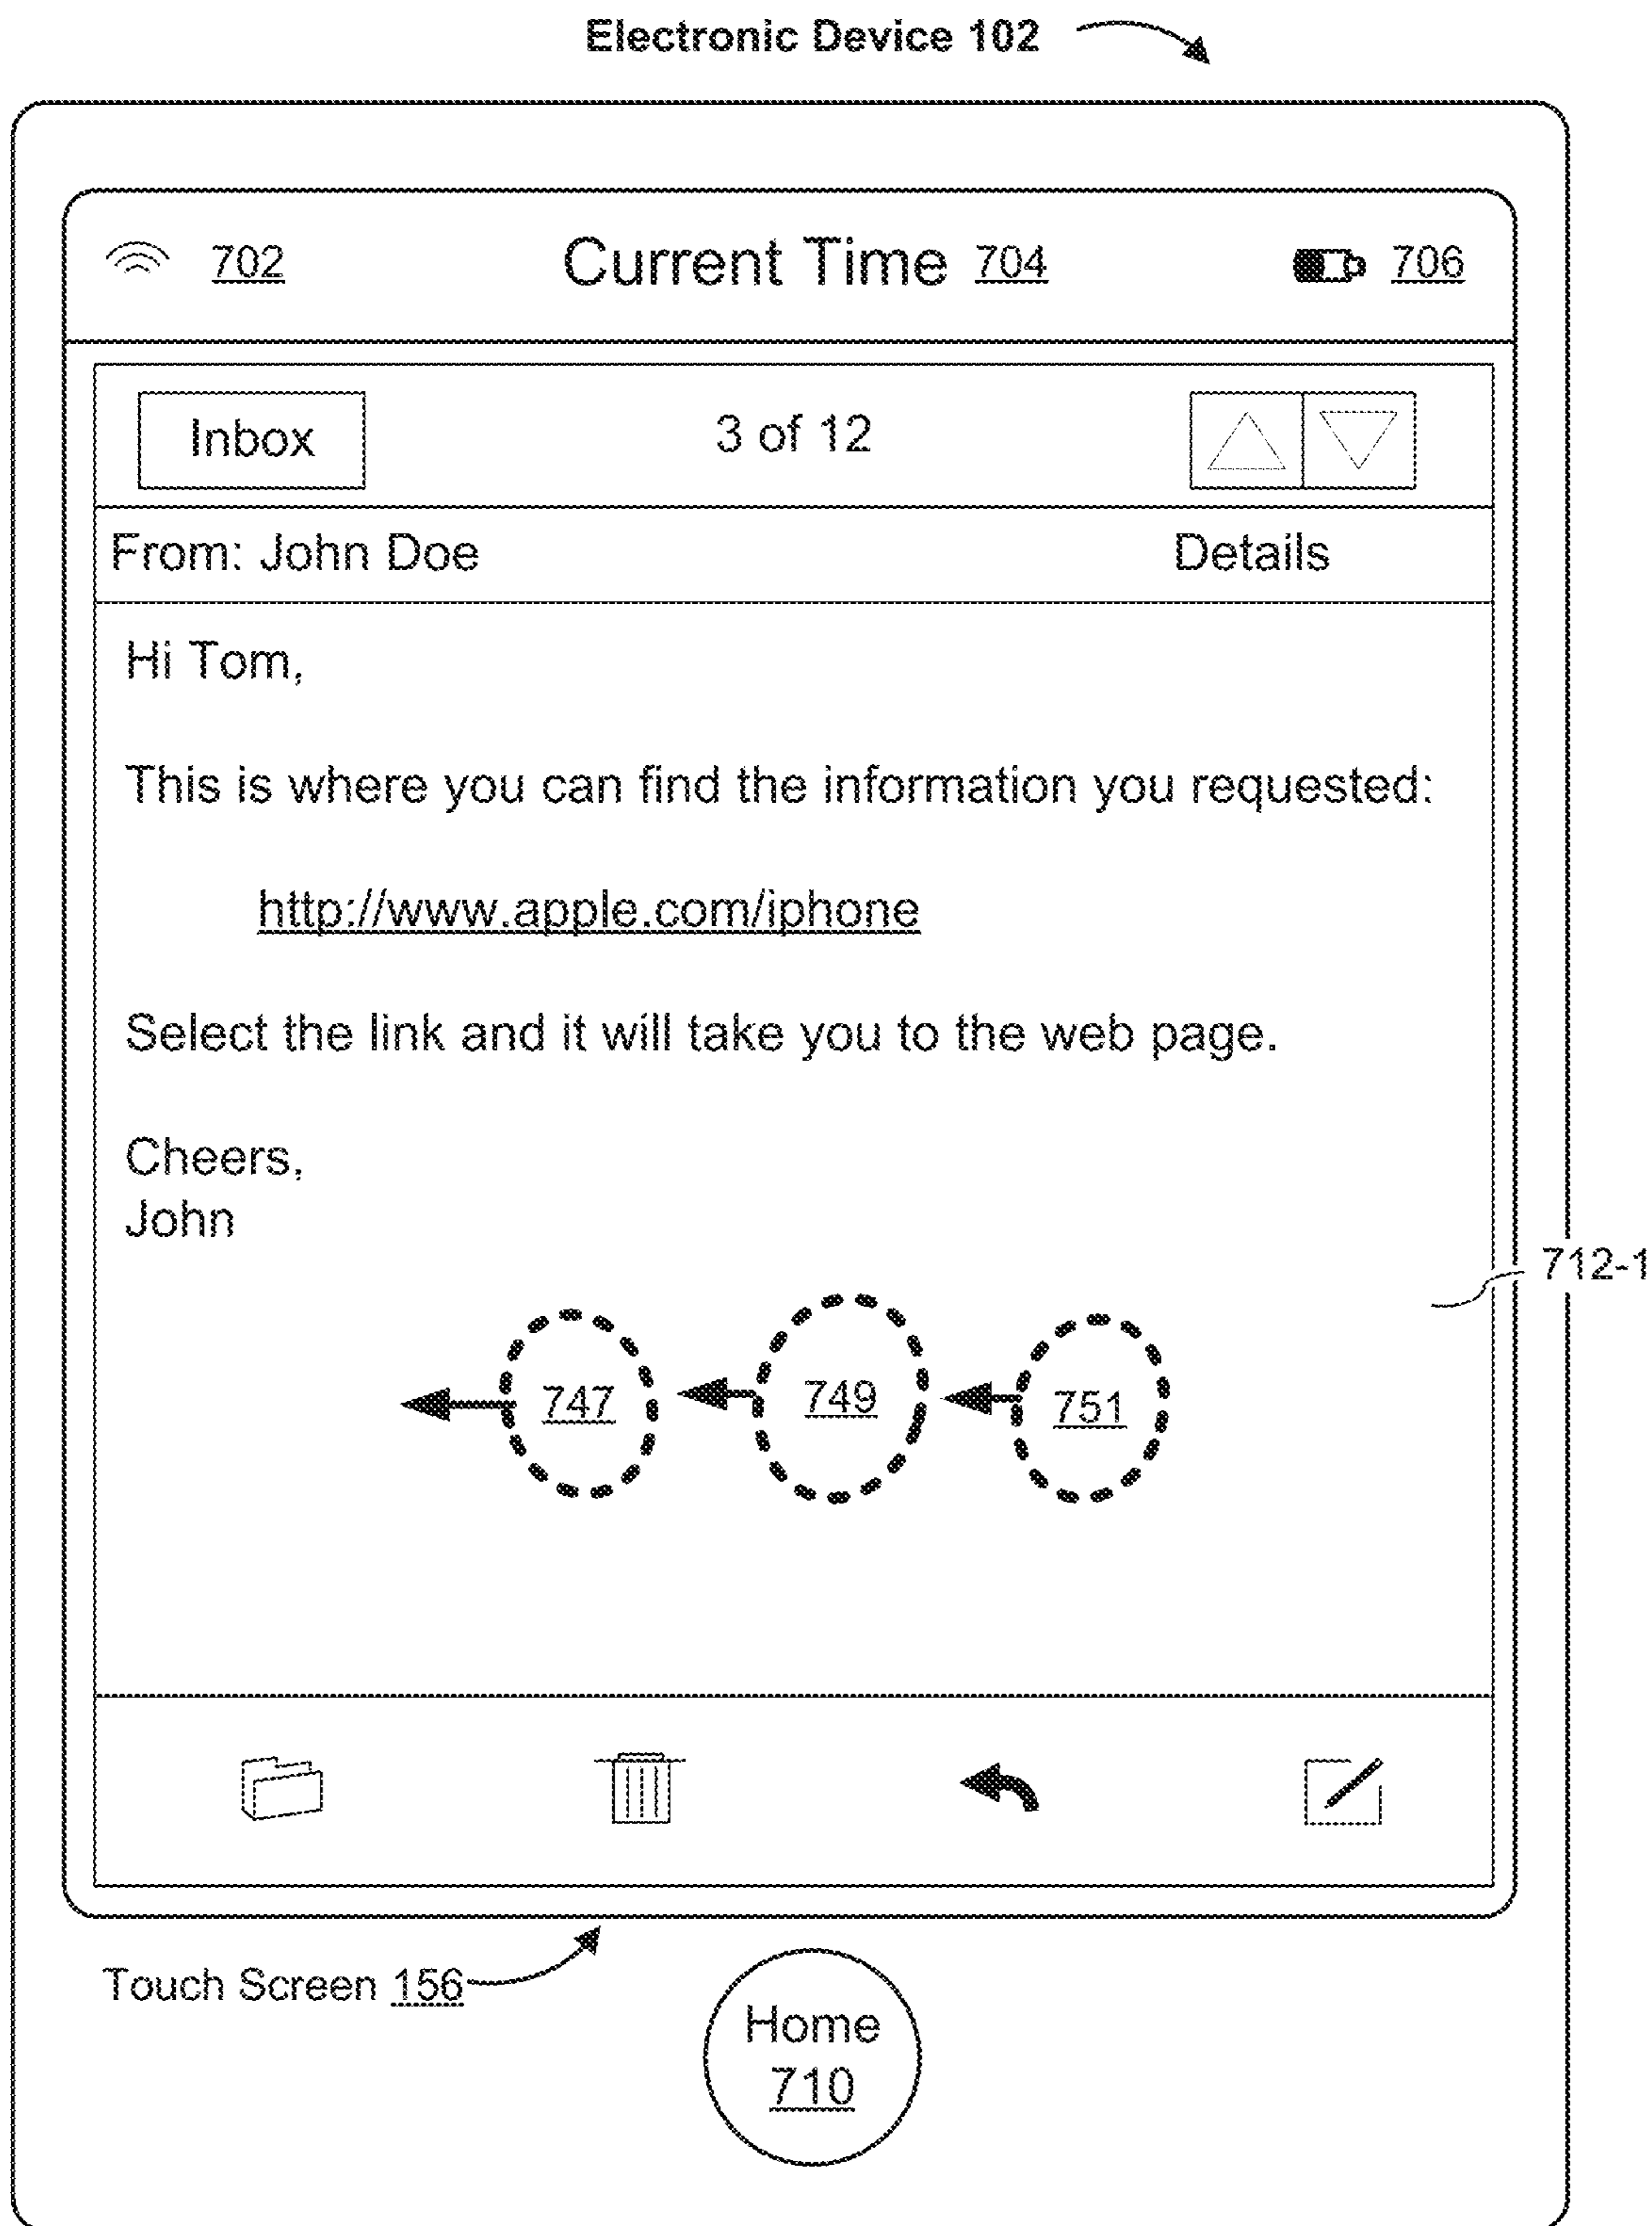 Electronic Device 102
702 Current Time 704 706
Inbox 3 of 12
From: John Doe Details
Hi Tom,
This is where you can find the information you requested:
http://www.apple.com/iphone
Select the link and it will take you to the web page.
Cheers,
John
712-1
747 749 751
Touch Screen 156
Home
710